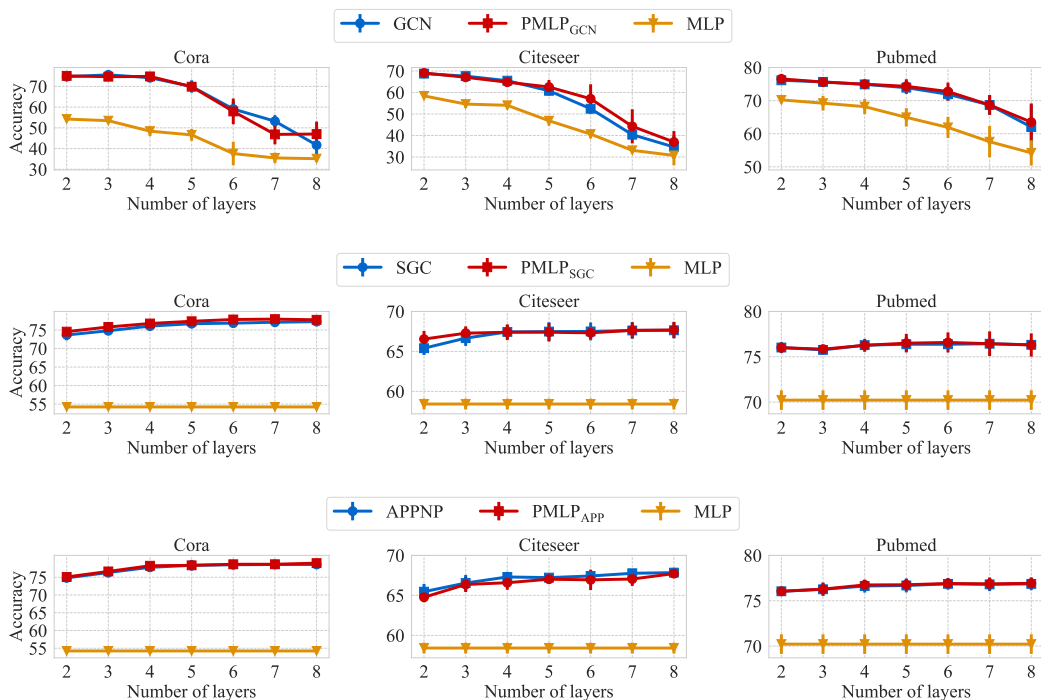 GCN PMLP_GCN MLP
Cora Citeseer Pubmed
Accuracy
70 60 50 40 30
70 60 50 40 30
80 70 60 50
2 3 4 5 6 7 8
2 3 4 5 6 7 8
2 3 4 5 6 7 8
Number of layers Number of layers Number of layers
SGC PMLP_SGC MLP
Cora Citeseer Pubmed
Accuracy
75 70 65 60 55
70 65 60
80 75 70
2 3 4 5 6 7 8
2 3 4 5 6 7 8
2 3 4 5 6 7 8
Number of layers Number of layers Number of layers
APPNP PMLP_APP MLP
Cora Citeseer Pubmed
Accuracy
75 70 65 60 55
70 65 60
80 75 70
2 3 4 5 6 7 8
2 3 4 5 6 7 8
2 3 4 5 6 7 8
Number of layers Number of layers Number of layers